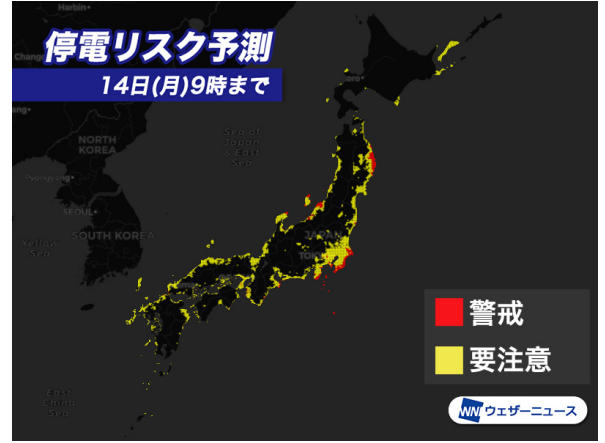 停電リスク予測
14日(月)9時まで
Harbin•
NORTH
KOREA
Pyongyang•
SEOUL•
SOUTH KOREA
Yellow
Sea
Sea of
Japan
& East
Sea
JAPAN
East
China
Sea
警戒
要注意
WNI ウェザーニュース